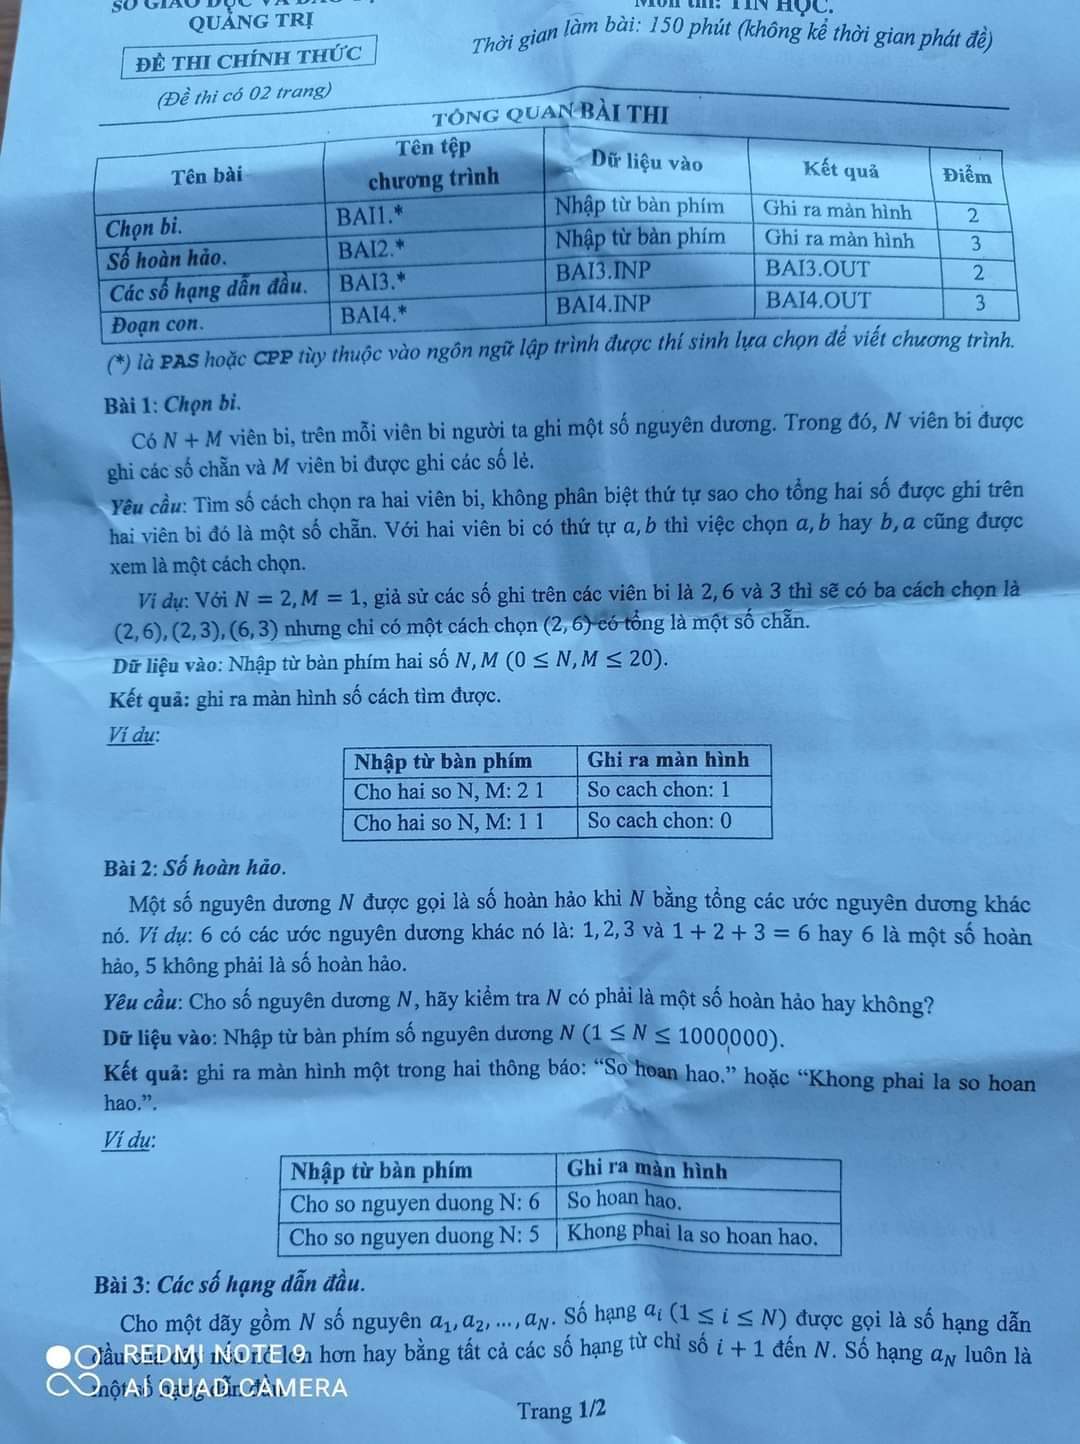 QUẢNG TRỊ
TIN HỌC.
ĐỀ THI CHÍNH THỨC
Thời gian làm bài: 150 phút (không kể thời gian phát đề)
(Đề thi có 02 trang)
TỔNG QUAN BÀI THI
Tên bài Tên tệp chương trình Dữ liệu vào Kết quả Điểm
Chọn bi. BAI1.* Nhập từ bàn phím Ghi ra màn hình 2
Số hoàn hảo. BAI2.* Nhập từ bàn phím Ghi ra màn hình 3
Các số hạng dẫn đầu. BAI3.* BAI3.INP BAI3.OUT 2
Đoạn con. BAI4.* BAI4.INP BAI4.OUT 3
(*) là PAS hoặc CPP tùy thuộc vào ngôn ngữ lập trình được thí sinh lựa chọn để viết chương trình.
Bài 1: Chọn bi.
Có N + M viên bi, trên mỗi viên bi người ta ghi một số nguyên dương. Trong đó, N viên bi được
ghi các số chẵn và M viên bi được ghi các số lẻ.
Yêu cầu: Tìm số cách chọn ra hai viên bi, không phân biệt thứ tự sao cho tổng hai số được ghi trên
hai viên bi đó là một số chẵn. Với hai viên bi có thứ tự a, b thì việc chọn a, b hay b, a cũng được
xem là một cách chọn.
Ví dụ: Với N = 2, M = 1, giả sử các số ghi trên các viên bi là 2, 6 và 3 thì sẽ có ba cách chọn là
(2, 6), (2, 3), (6, 3) nhưng chỉ có một cách chọn (2, 6) có tổng là một số chẵn.
Dữ liệu vào: Nhập từ bàn phím hai số N, M (0 ≤ N, M ≤ 20).
Kết quả: ghi ra màn hình số cách tìm được.
Ví dụ:
Nhập từ bàn phím Ghi ra màn hình
Cho hai so N, M: 2 1 So cach chon: 1
Cho hai so N, M: 1 1 So cach chon: 0
Bài 2: Số hoàn hảo.
Một số nguyên dương N được gọi là số hoàn hảo khi N bằng tổng các ước nguyên dương khác
nó. Ví dụ: 6 có các ước nguyên dương khác nó là: 1, 2, 3 và 1 + 2 + 3 = 6 hay 6 là một số hoàn
hảo, 5 không phải là số hoàn hảo.
Yêu cầu: Cho số nguyên dương N, hãy kiểm tra N có phải là một số hoàn hảo hay không?
Dữ liệu vào: Nhập từ bàn phím số nguyên dương N (1 ≤ N ≤ 1000000).
Kết quả: ghi ra màn hình một trong hai thông báo: “So hoan hao.” hoặc “Khong phai la so hoan
hao.”.
Ví dụ:
Nhập từ bàn phím Ghi ra màn hình
Cho so nguyen duong N: 6 So hoan hao.
Cho so nguyen duong N: 5 Khong phai la so hoan hao.
Bài 3: Các số hạng dẫn đầu.
Cho một dãy gồm N số nguyên a₁, a₂, ..., a_N. Số hạng aᵢ (1 ≤ i ≤ N) được gọi là số hạng dẫn
hơn hay bằng tất cả các số hạng từ chỉ số i + 1 đến N. Số hạng a_N luôn là
REDMI NOTE 9
AI QUAD CAMERA
Trang 1/2